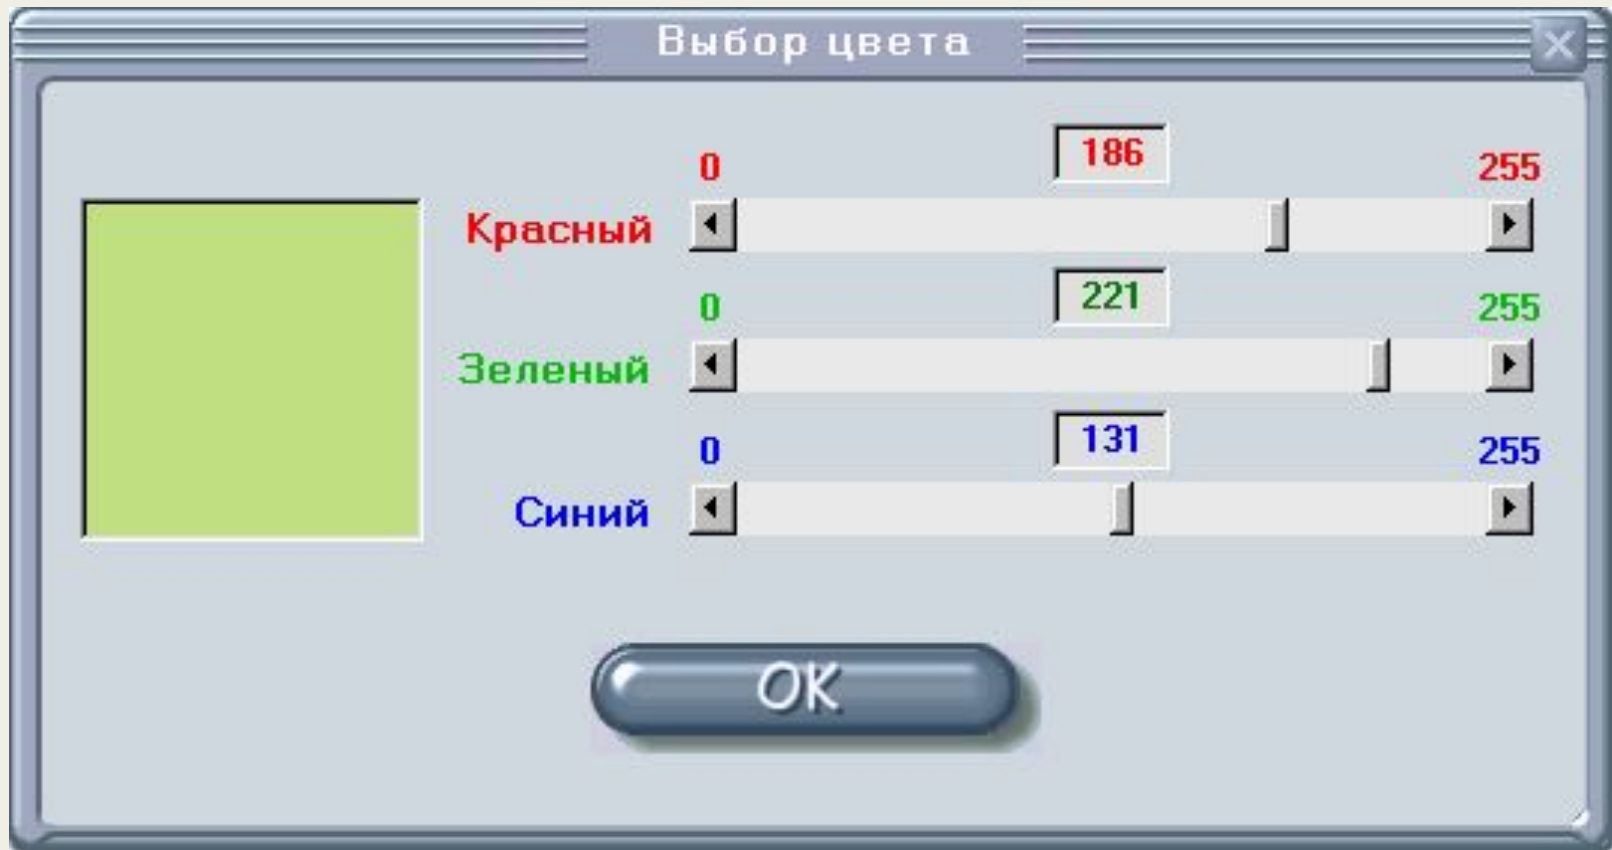 Выбор цвета
0 186 255
Красный
0 221 255
Зеленый
0 131 255
Синий
OK